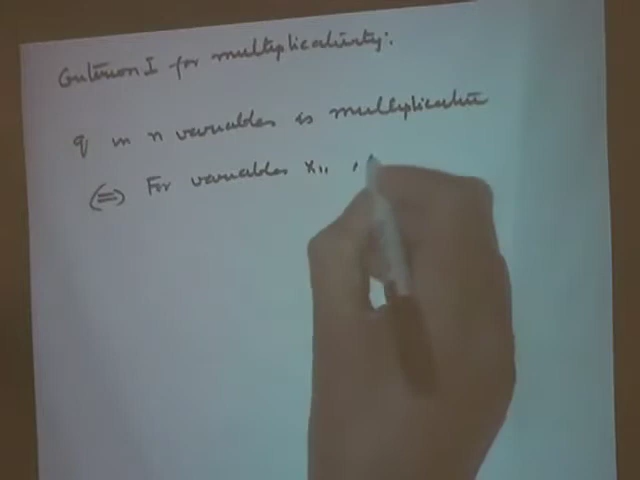 Criterion I for multiplicativity:
q in n variables is multiplicative
(⇔) For variables x₁,